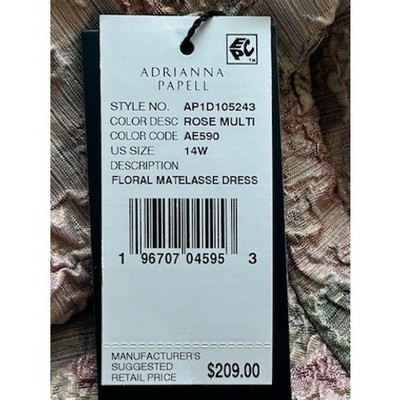 EPC™
ADRIANNA
PAPELL
STYLE NO. AP1D105243
COLOR DESC ROSE MULTI
COLOR CODE AE590
US SIZE 14W
DESCRIPTION
FLORAL MATELASSE DRESS
1 96707 04595 3
MANUFACTURER'S
SUGGESTED
RETAIL PRICE $209.00